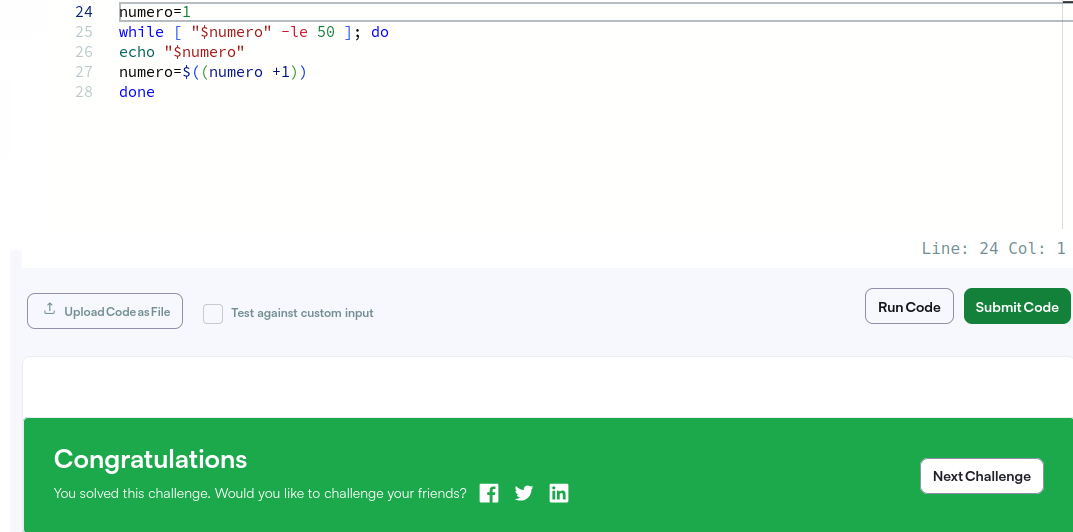 24 numero=1
25 while [ "$numero" -le 50 ]; do
26 echo "$numero"
27 numero=$((numero +1))
28 done
Line: 24 Col: 1
Upload Code as File
Test against custom input
Run Code
Submit Code
Congratulations
You solved this challenge. Would you like to challenge your friends?
Next Challenge